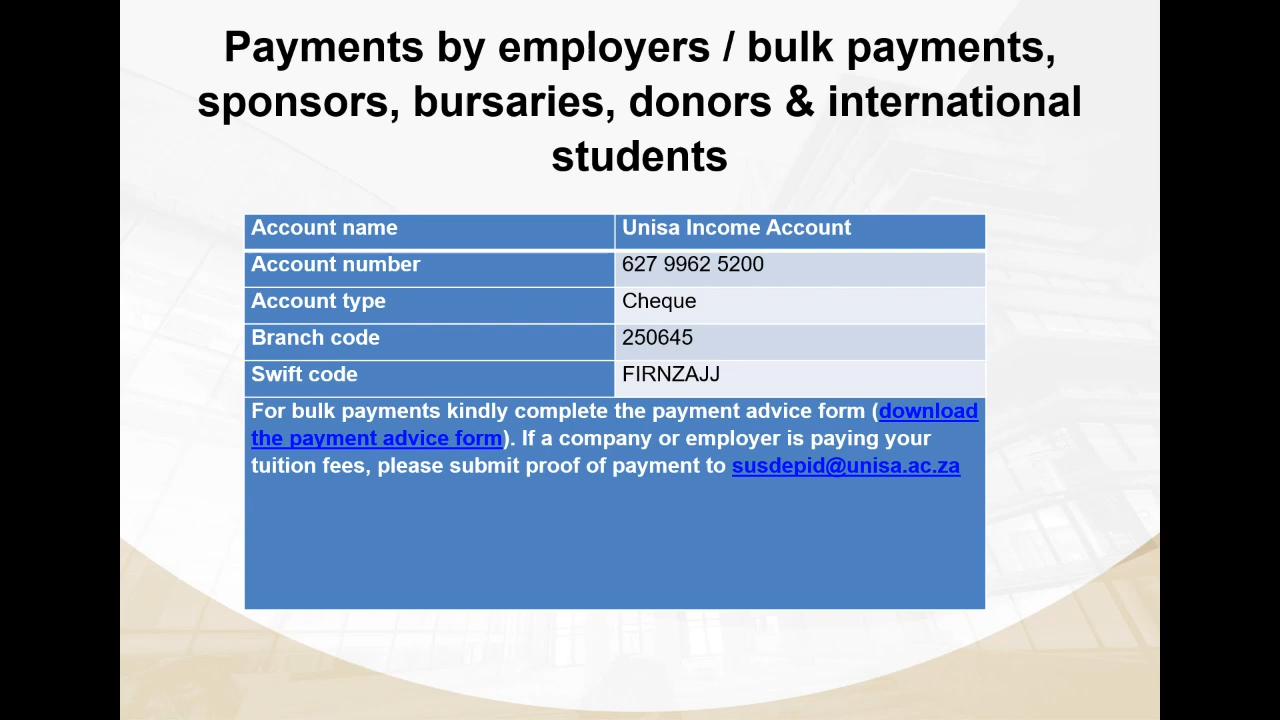 Payments by employers / bulk payments,
sponsors, bursaries, donors & international
students
Account name Unisa Income Account
Account number 627 9962 5200
Account type Cheque
Branch code 250645
Swift code FIRNZAJJ
For bulk payments kindly complete the payment advice form (download
the payment advice form). If a company or employer is paying your
tuition fees, please submit proof of payment to susdepid@unisa.ac.za